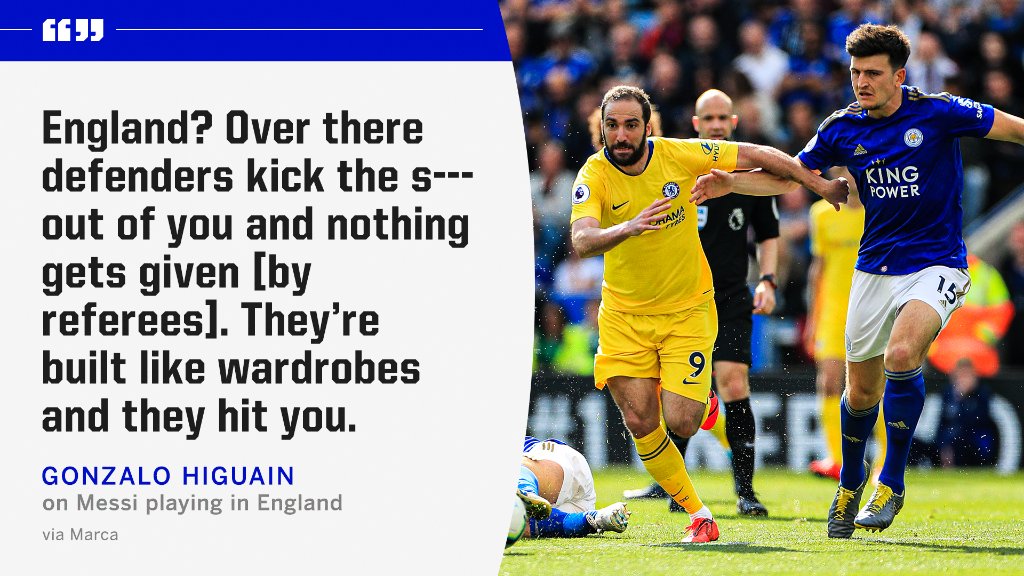 England? Over there
defenders kick the s---
out of you and nothing
gets given [by
referees]. They're
built like wardrobes
and they hit you.
GONZALO HIGUAIN
on Messi playing in England
via Marca
9
KING
POWER
15